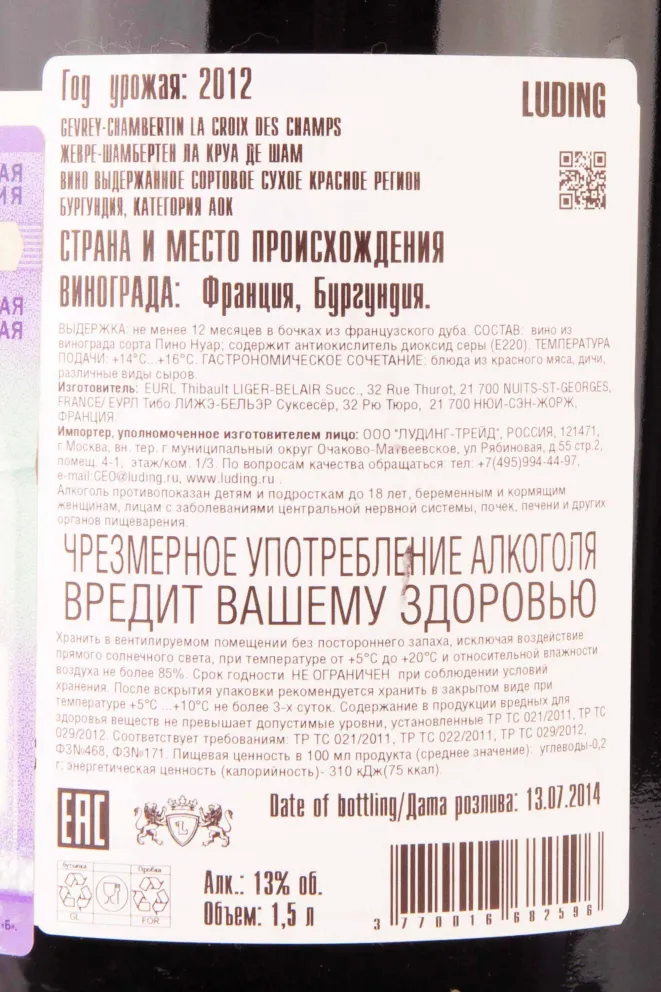 Год урожая: 2012
LUDING
GEVREY-CHAMBERTIN LA CROIX DES CHAMPS
ЖЕВРЕ-ШАМБЕРТЕН ЛА КРУА ДЕ ШАМ
ВИНО ВЫДЕРЖАННОЕ СОРТОВОЕ СУХОЕ КРАСНОЕ РЕГИОН
БУРГУНДИЯ, КАТЕГОРИЯ АОК
СТРАНА И МЕСТО ПРОИСХОЖДЕНИЯ
ВИНОГРАДА: Франция, Бургундия.
ВЫДЕРЖКА: не менее 12 месяцев в бочках из французского дуба. СОСТАВ: вино из
винограда сорта Пино Нуар; содержит антиокислитель диоксид серы (Е220). ТЕМПЕРАТУРА
ПОДАЧИ: +14°С...+16°С. ГАСТРОНОМИЧЕСКОЕ СОЧЕТАНИЕ: блюда из красного мяса, дичи,
различные виды сыров.
Изготовитель: EURL Thibault LIGER-BELAIR Succ., 32 Rue Thurot, 21 700 NUITS-ST-GEORGES,
FRANCE/ ЕУРЛ Тибо ЛИЖЭ-БЕЛЬЭР Суксесёр, 32 Рю Тюро, 21 700 НЮИ-СЭН-ЖОРЖ,
ФРАНЦИЯ.
Импортер, уполномоченное изготовителем лицо: ООО "ЛУДИНГ-ТРЕЙД", РОССИЯ, 121471,
г.Москва, вн. тер. г муниципальный округ Очаково-Матвеевское, ул Рябиновая, д.55 стр.2,
помещ. 4-1, этаж/ком. 1/3. По вопросам качества обращаться: тел: +7(495)994-44-97,
e-mail:CEO@luding.ru, www.luding.ru .
Алкоголь противопоказан детям и подросткам до 18 лет, беременным и кормящим
женщинам, лицам с заболеваниями центральной нервной системы, почек, печени и других
органов пищеварения.
ЧРЕЗМЕРНОЕ УПОТРЕБЛЕНИЕ АЛКОГОЛЯ
ВРЕДИТ ВАШЕМУ ЗДОРОВЬЮ
Хранить в вентилируемом помещении без постороннего запаха, исключая воздействие
прямого солнечного света, при температуре от +5°С до +20°С и относительной влажности
воздуха не более 85%. Срок годности НЕ ОГРАНИЧЕН при соблюдении условий
хранения. После вскрытия упаковки рекомендуется хранить в закрытом виде при
температуре +5°С ...+10°С не более 3-х суток. Содержание в продукции вредных для
здоровья веществ не превышает допустимые уровни, установленные ТР ТС 021/2011, ТР ТС
029/2012. Соответствует требованиям: ТР ТС 021/2011, ТР ТС 022/2011, ТР ТС 029/2012,
ФЗ№468, ФЗ№171. Пищевая ценность в 100 мл продукта (среднее значение): углеводы-0,2
г; энергетическая ценность (калорийность)- 310 кДж(75 ккал).
EAC
L
Date of bottling/Дата розлива: 13.07.2014
бутылка
Пробка
GL
FOR
Алк.: 13% об.
Объем: 1,5 л
3 770016 682596
АЯ
ИЯ
АЯ
АЯ
«Б».